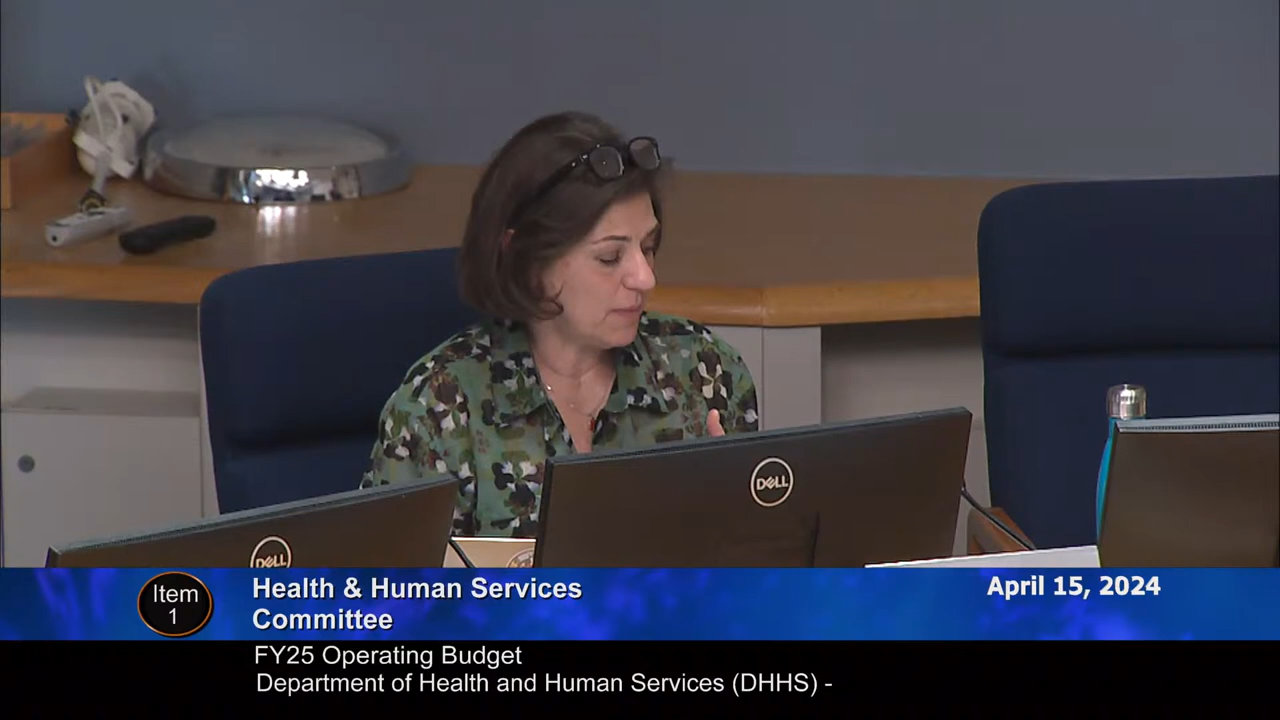 DELL
DELL
Item
1
Health & Human Services
Committee
April 15, 2024
FY25 Operating Budget
Department of Health and Human Services (DHHS) -